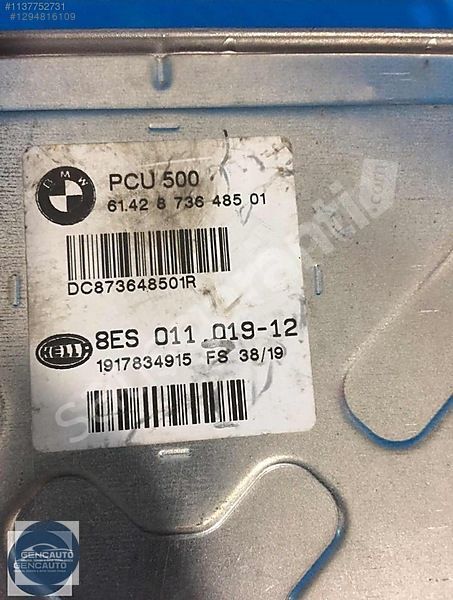 #1137752731
#1294816109
BMW
PCU 500
61.42 8 736 485 01
DC873648501R
HELLA
8ES 011.019-12
1917834915 FS 38/19
GENCAUTO
GENCAUTO